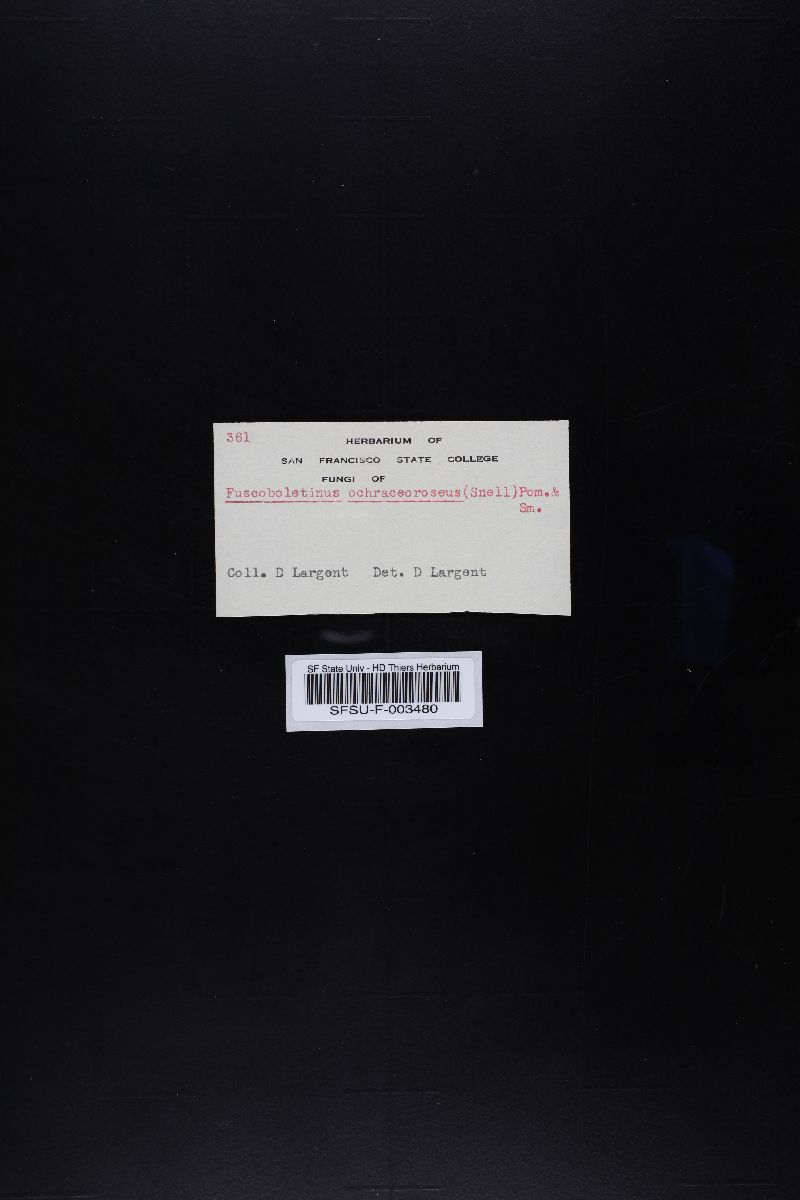 361
HERBARIUM OF
SAN FRANCISCO STATE COLLEGE
FUNGI OF
Fuscoboletinus ochraceoroseus(Snell)Pom.&
Sm.
Coll. D Largent Det. D Largent
SF State Univ - HD Thiers Herbarium
SFSU-F-003480